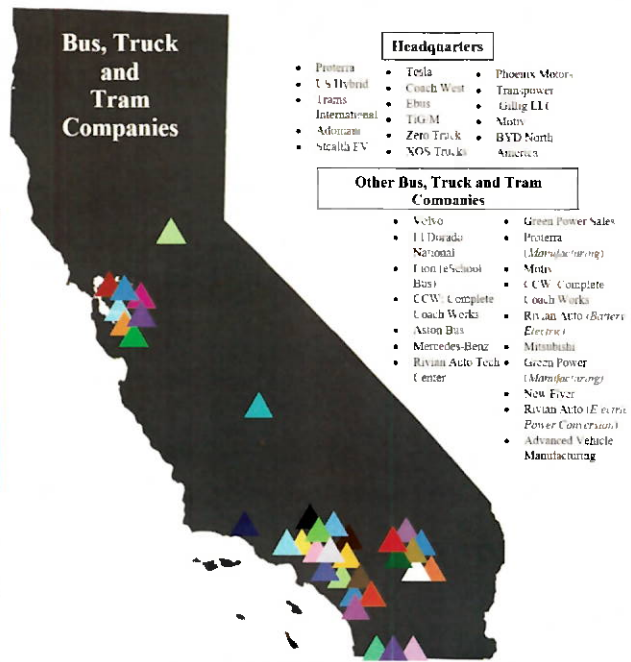 Bus, Truck
and
Tram
Companies
Headquarters
Proterra
US Hybrid
Trams
International
Adomani
Stealth EV
Tesla
Coach West
Ebus
TIG/M
Zero Truck
XOS Trucks
Phoenix Motors
Transpower
Gillig LLC
Motiv
BYD North
America
Other Bus, Truck and Tram
Companies
Volvo
El Dorado
National
Lion (eSchool
Bus)
CCW: Complete
Coach Works
Aston Bus
Mercedes-Benz
Rivian Auto Tech
Center
Green Power Sales
Proterra
(Manufacturing)
Motiv
CCW: Complete
Coach Works
Rivian Auto (Battery
Electric)
Mitsubishi
Green Power
(Manufacturing)
New Flyer
Rivian Auto (Electric
Power Conversion)
Advanced Vehicle
Manufacturing